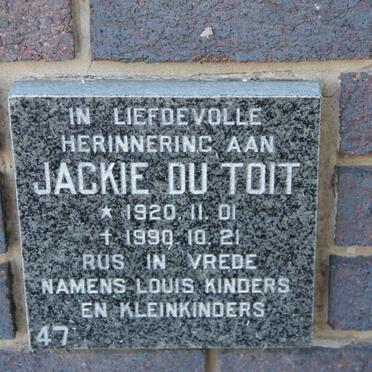 IN LIEFDEVOLLE
HERINNERING AAN
JACKIE DU TOIT
* 1920.11.01
† 1990.10.21
RUS IN VREDE
NAMENS LOUIS KINDERS
EN KLEINKINDERS
47